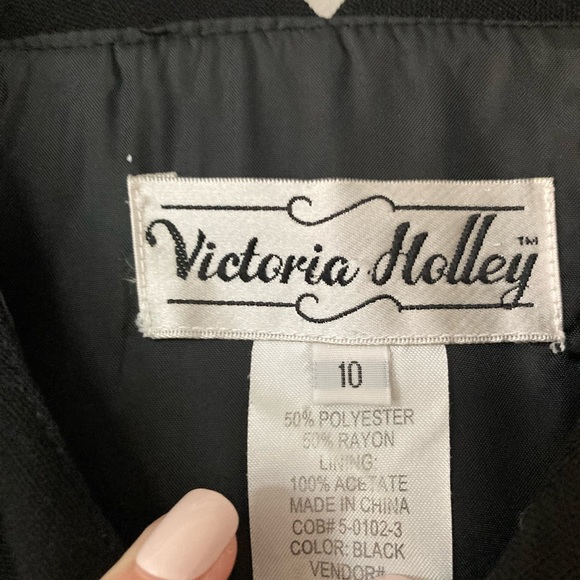 Victoria Holley™
10
50% POLYESTER
50% RAYON
LINING:
100% ACETATE
MADE IN CHINA
COB# 5-0102-3
COLOR: BLACK
VENDOR#